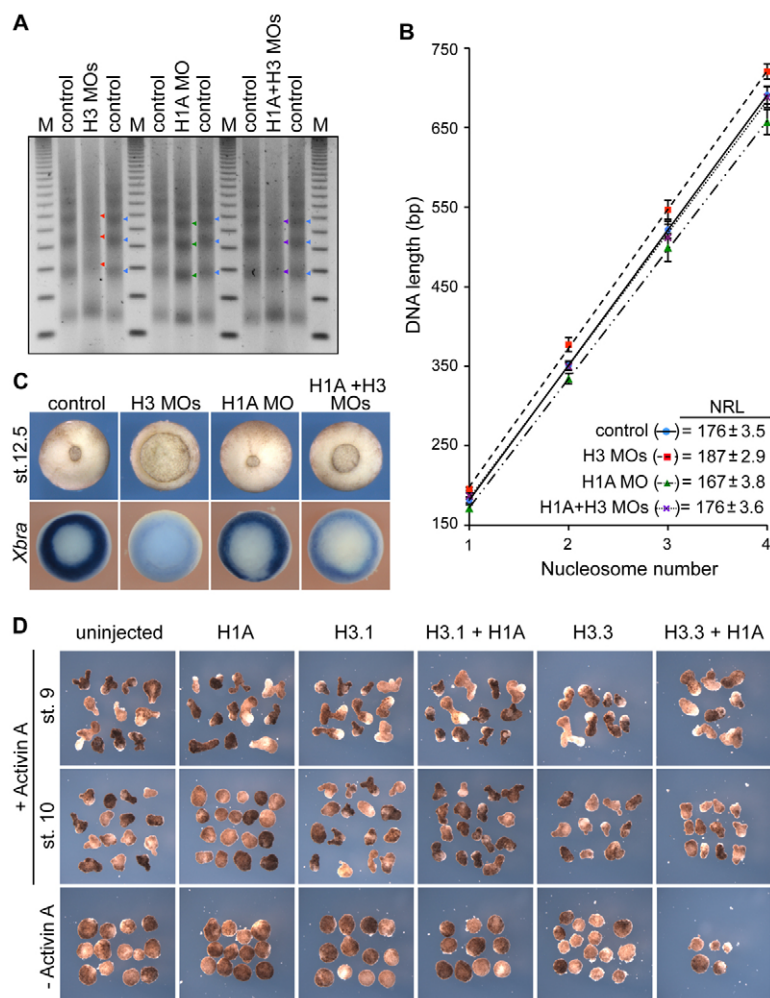 A
M
control
H3 MOs
control
M
control
H1A MO
control
M
control
H1A+H3 MOs
control
M
B
DNA length (bp)
750
650
550
450
350
250
150
1
2
3
4
Nucleosome number
NRL
control ( ) = 176 ± 3.5
H3 MOs ( ) = 187 ± 2.9
H1A MO ( ) = 167 ± 3.8
H1A+H3 MOs ( ) = 176 ± 3.6
C
control
H3 MOs
H1A MO
H1A +H3
MOs
st.12.5
Xbra
D
uninjected
H1A
H3.1
H3.1 + H1A
H3.3
H3.3 + H1A
+ Activin A
st. 9
st. 10
- Activin A